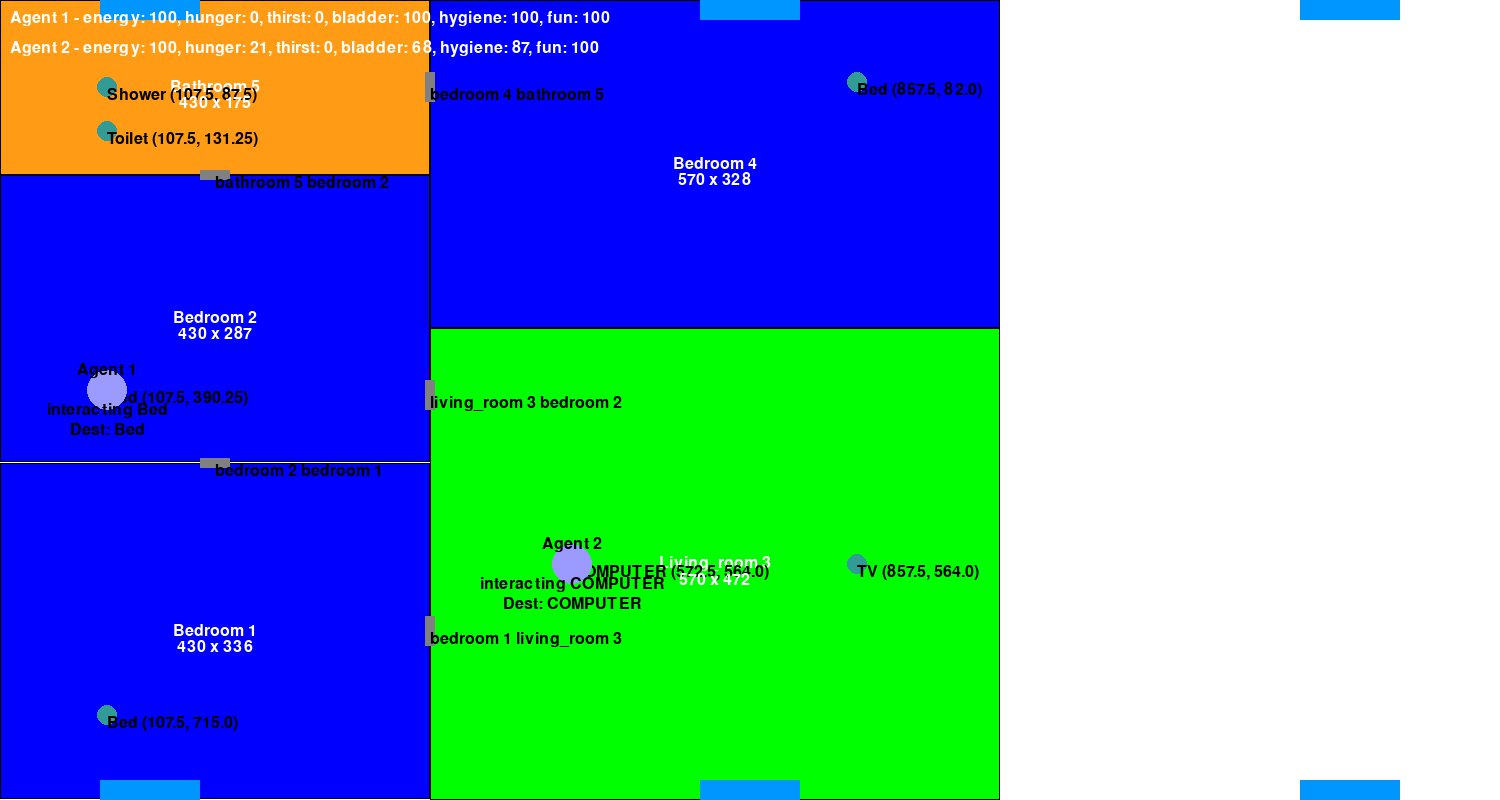 Agent 1 - energy: 100, hunger: 0, thirst: 0, bladder: 100, hygiene: 100, fun: 100
Agent 2 - energy: 100, hunger: 21, thirst: 0, bladder: 68, hygiene: 87, fun: 100
Bathroom 5
430 x 175
Shower (107.5, 87.5)
Toilet (107.5, 131.25)
bedroom 4 bathroom 5
Bed (857.5, 82.0)
Bedroom 4
570 x 328
bathroom 5 bedroom 2
Bedroom 2
430 x 287
Agent 1
(107.5, 390.25)
interacting Bed
Dest: Bed
living_room 3 bedroom 2
bedroom 2 bedroom 1
Agent 2
COMPUTER (572.5, 564.0)
interacting COMPUTER
Dest: COMPUTER
Living_room 3
570 x 472
TV (857.5, 564.0)
bedroom 1 living_room 3
Bedroom 1
430 x 336
Bed (107.5, 715.0)